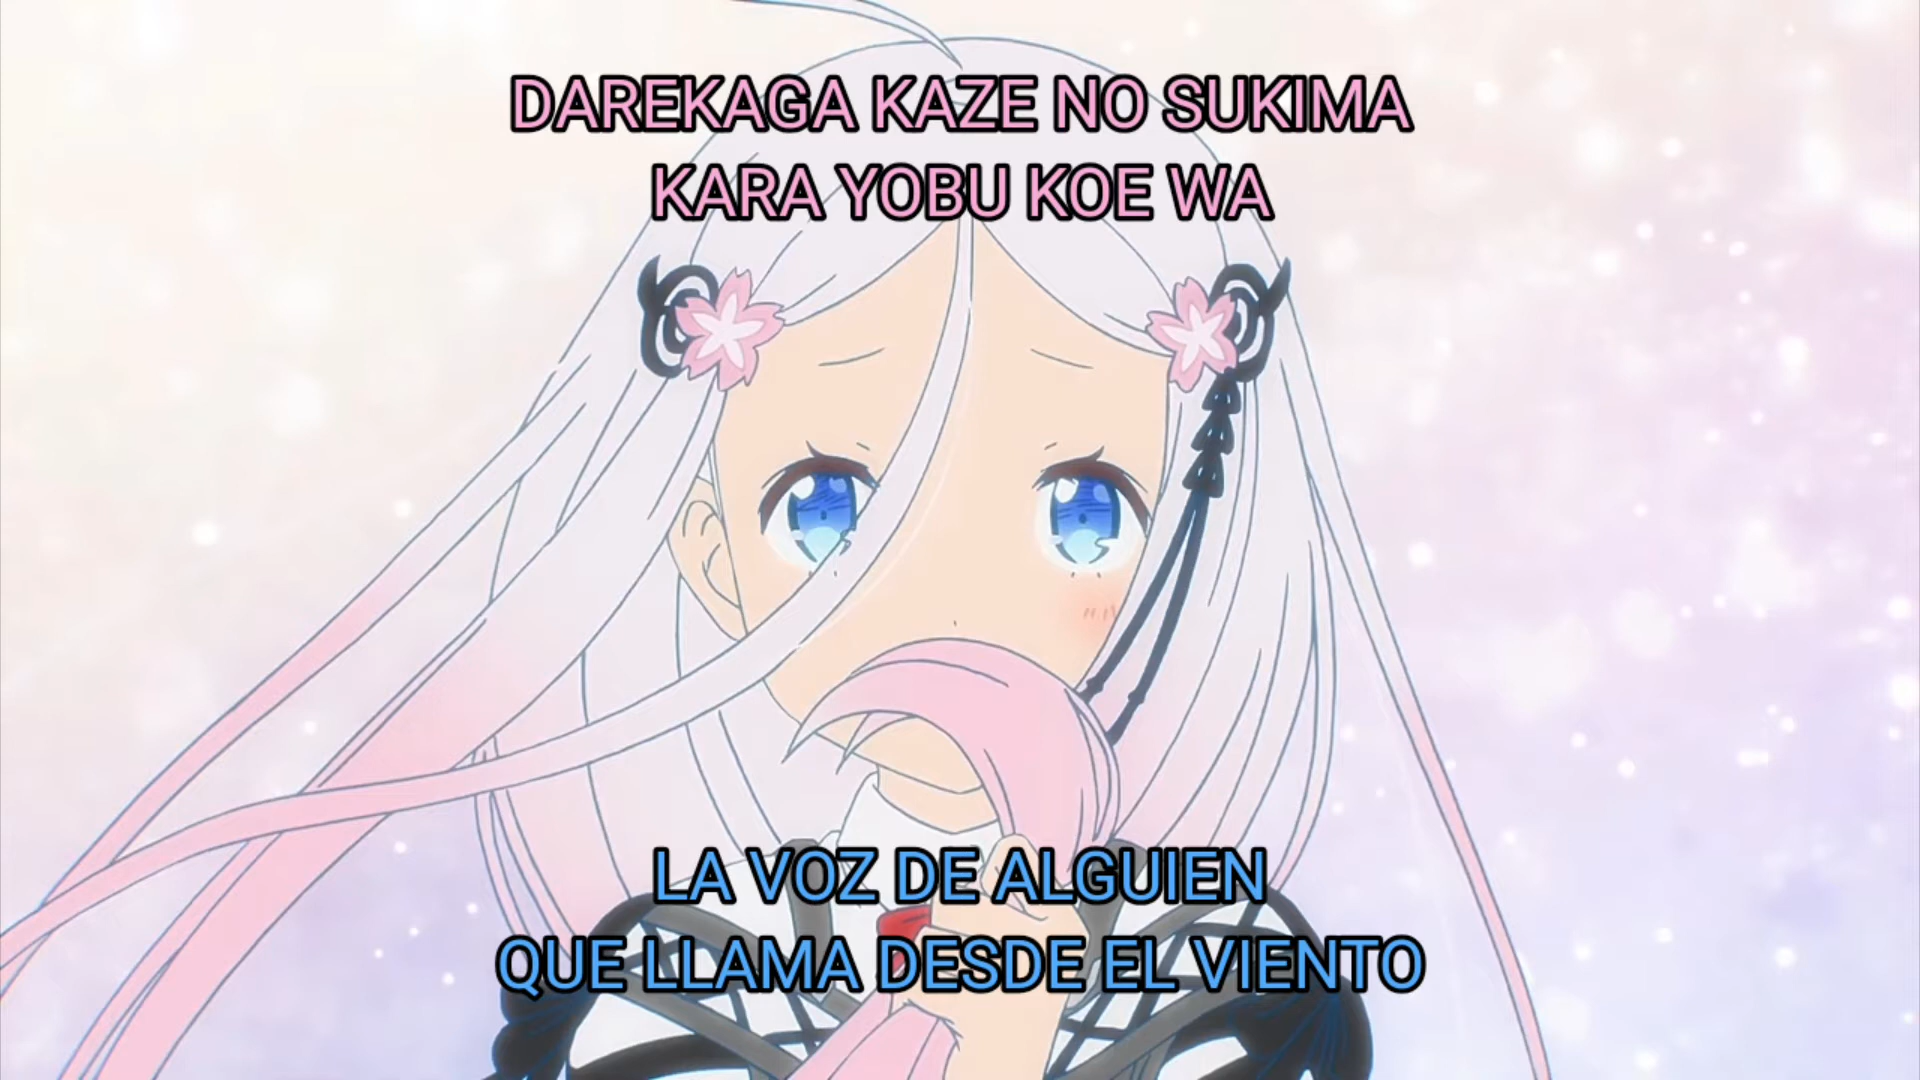 DAREKAGA KAZE NO SUKIMA
KARA YOBU KOE WA
LA VOZ DE ALGUIEN
QUE LLAMA DESDE EL VIENTO